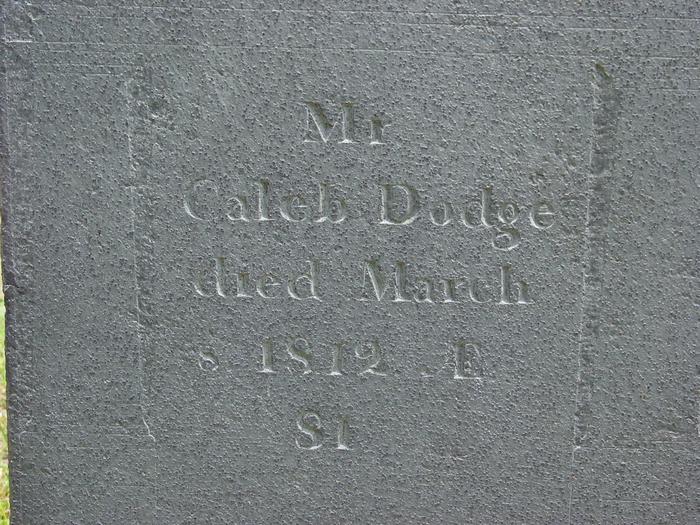 Mr
Caleb Dodge
died March
8 1812 Æ
81